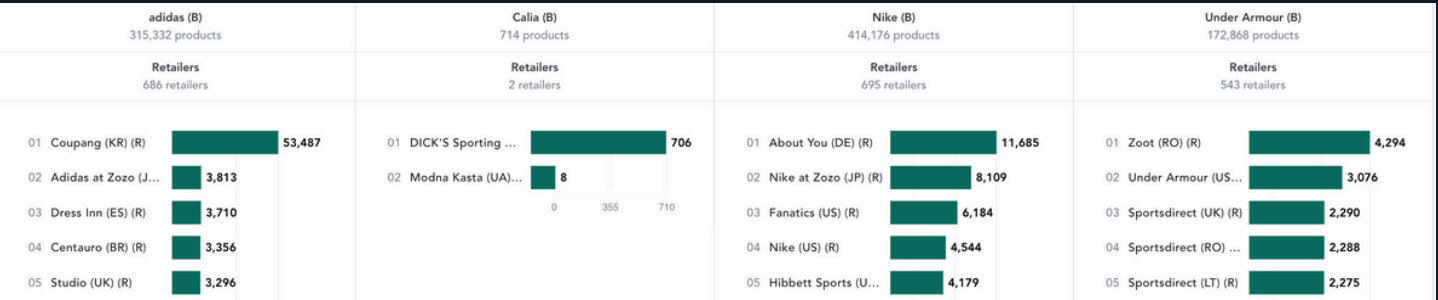 adidas (B)
315,332 products
Retailers
686 retailers
01 Coupang (KR) (R) 53,487
02 Adidas at Zozo (J... 3,813
03 Dress Inn (ES) (R) 3,710
04 Centauro (BR) (R) 3,356
05 Studio (UK) (R) 3,296
Calia (B)
714 products
Retailers
2 retailers
01 DICK'S Sporting ... 706
02 Modna Kasta (UA)... 8
0 355 710
Nike (B)
414,176 products
Retailers
695 retailers
01 About You (DE) (R) 11,685
02 Nike at Zozo (JP) (R) 8,109
03 Fanatics (US) (R) 6,184
04 Nike (US) (R) 4,544
05 Hibbett Sports (U... 4,179
Under Armour (B)
172,868 products
Retailers
543 retailers
01 Zoot (RO) (R) 4,294
02 Under Armour (US... 3,076
03 Sportsdirect (UK) (R) 2,290
04 Sportsdirect (RO) ... 2,288
05 Sportsdirect (LT) (R) 2,275